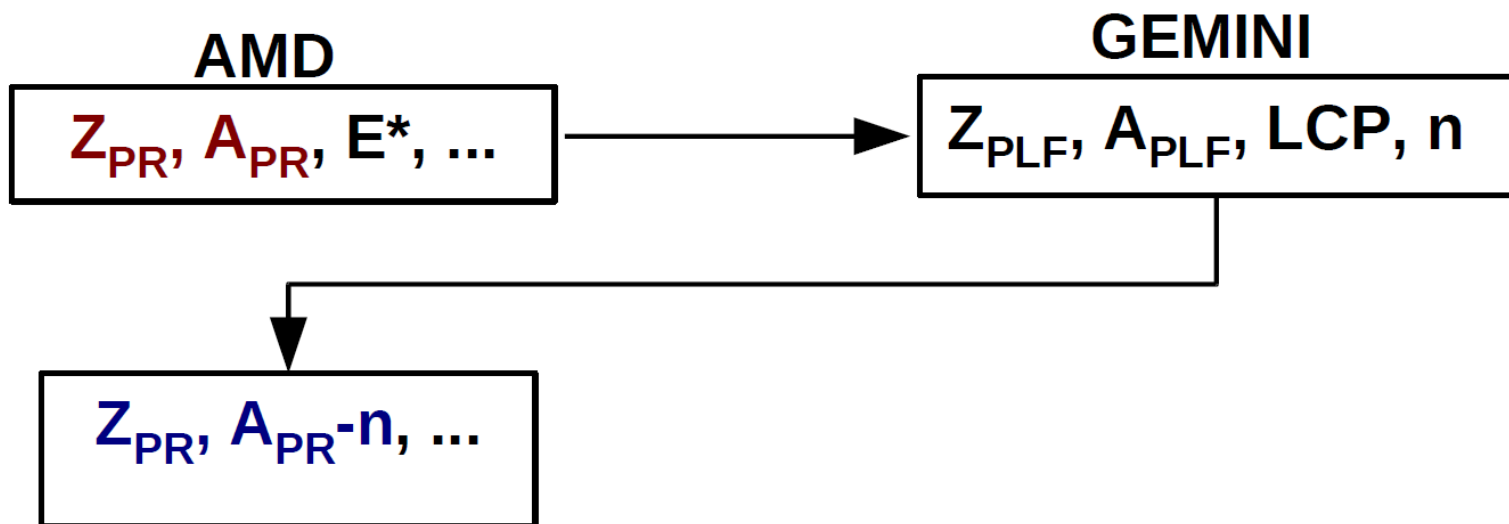 AMD
Z_PR, A_PR, E*, ...
GEMINI
Z_PLF, A_PLF, LCP, n
Z_PR, A_PR-n, ...